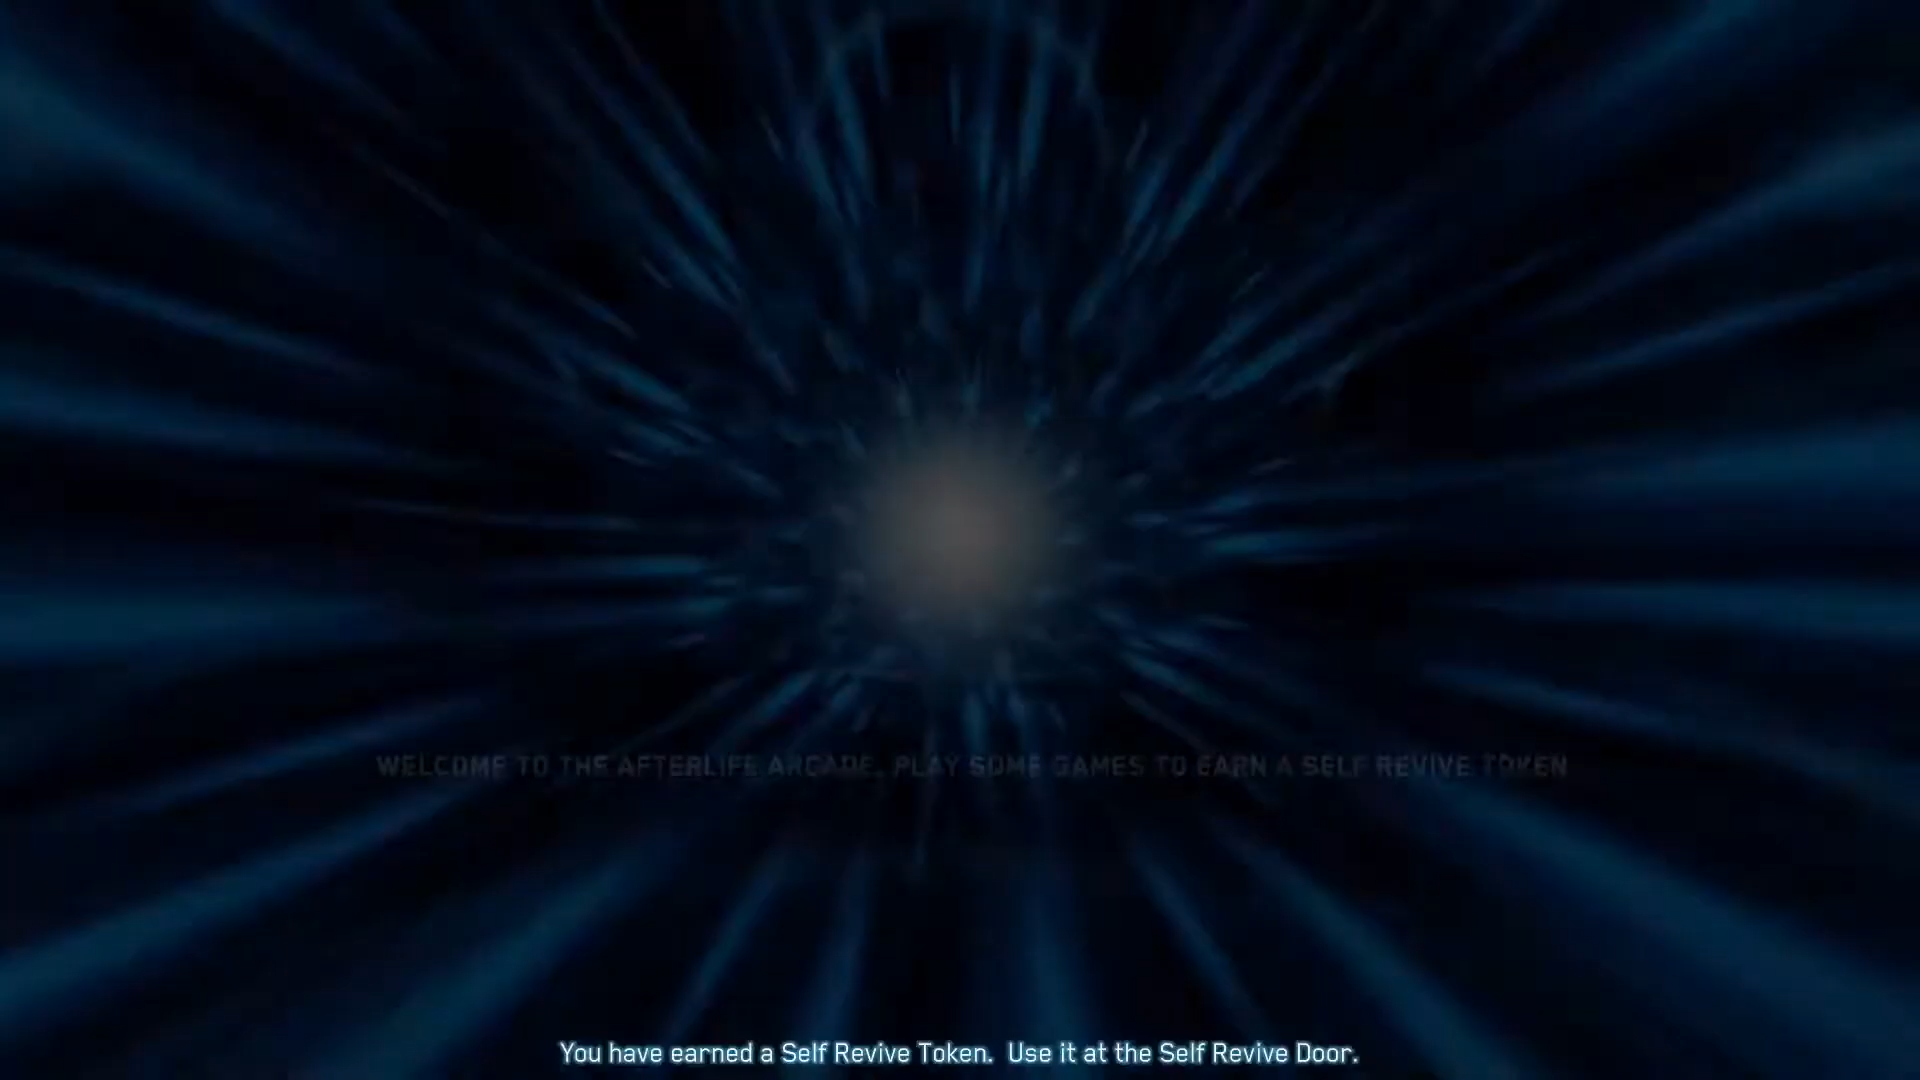 WELCOME TO THE AFTERLIFE ARCADE. PLAY SOME GAMES TO EARN A SELF REVIVE TOKEN
You have earned a Self Revive Token. Use it at the Self Revive Door.